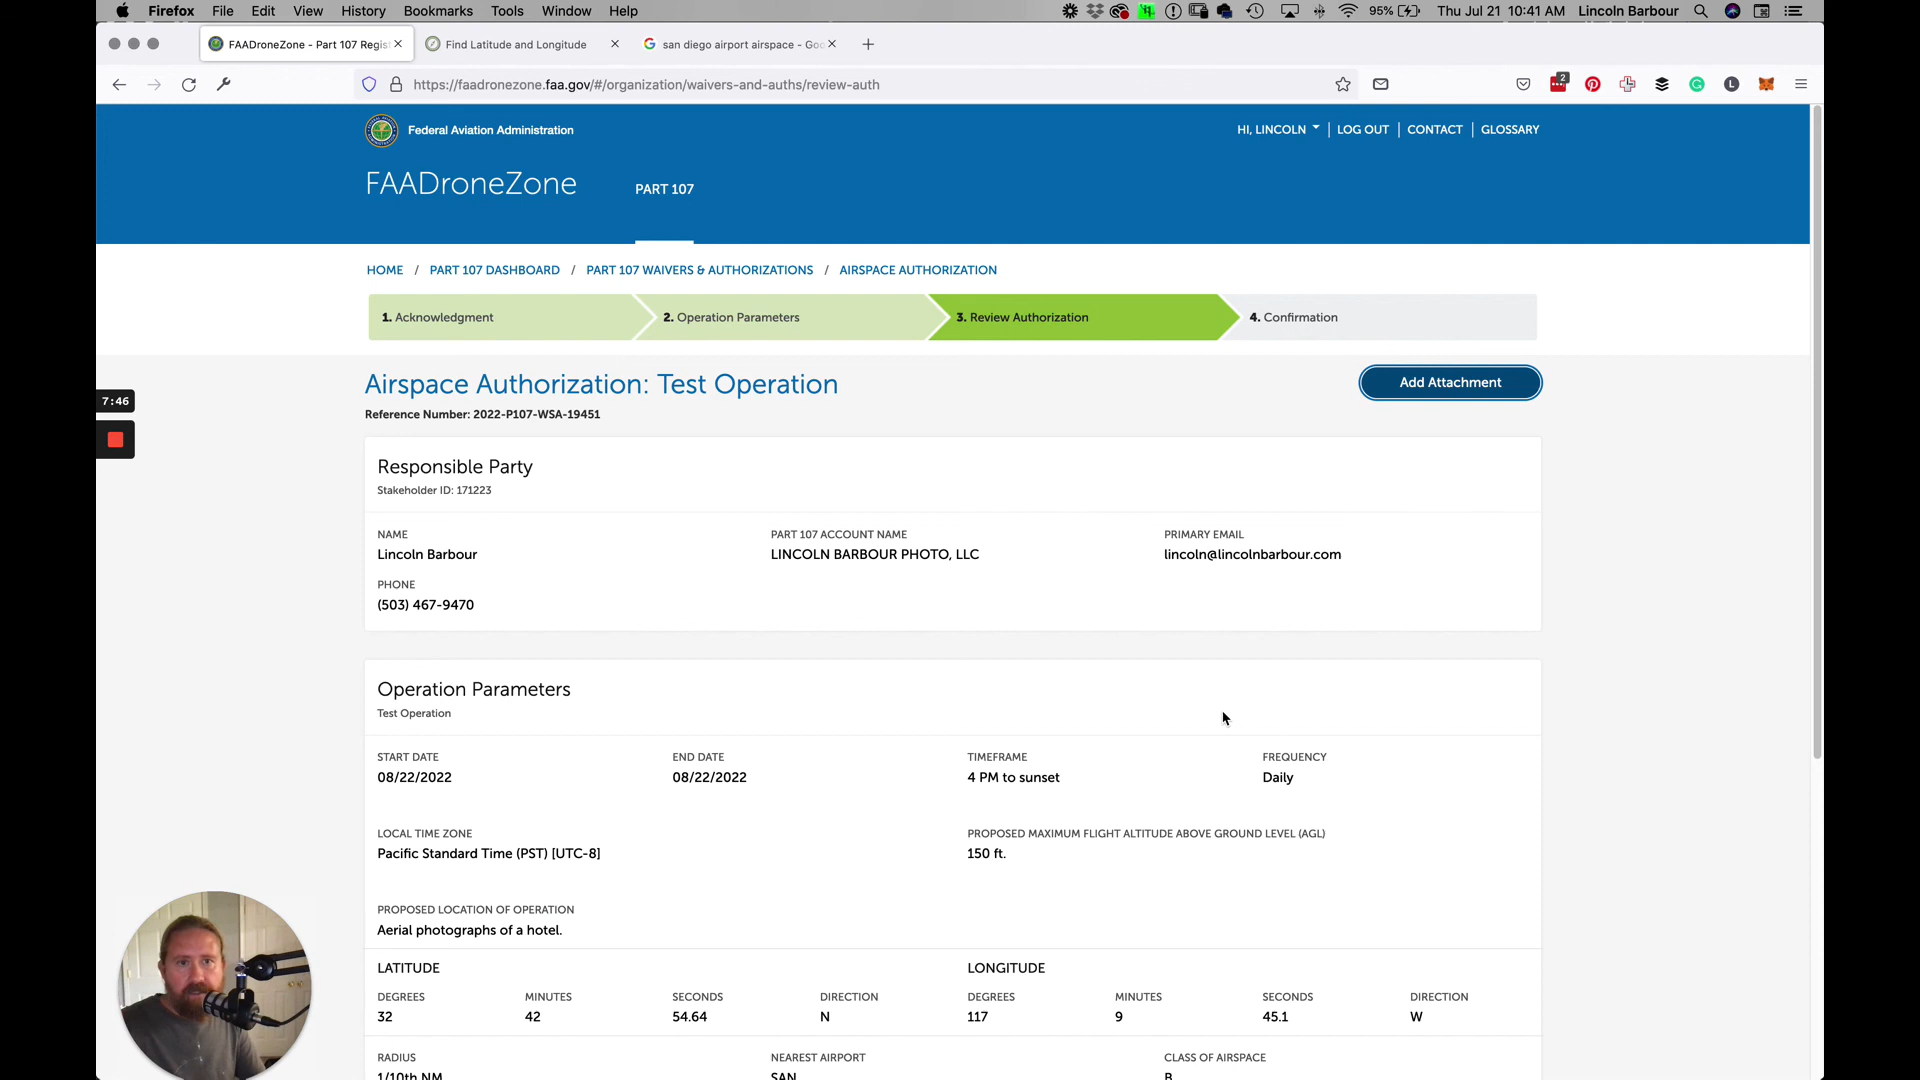 Firefox File Edit View History Bookmarks Tools Window Help 95% Thu Jul 21 10:41 AM Lincoln Barbour
FAADroneZone - Part 107 Regis Find Latitude and Longitude san diego airport airspace - Goo
https://faadronezone.faa.gov/#/organization/waivers-and-auths/review-auth 2 L
Federal Aviation Administration HI, LINCOLN LOG OUT CONTACT GLOSSARY
FAADroneZone PART 107
HOME / PART 107 DASHBOARD / PART 107 WAIVERS & AUTHORIZATIONS / AIRSPACE AUTHORIZATION
1. Acknowledgment 2. Operation Parameters 3. Review Authorization 4. Confirmation
Airspace Authorization: Test Operation Add Attachment
7:46
Reference Number: 2022-P107-WSA-19451
Responsible Party
Stakeholder ID: 171223
NAME PART 107 ACCOUNT NAME PRIMARY EMAIL
Lincoln Barbour LINCOLN BARBOUR PHOTO, LLC lincoln@lincolnbarbour.com
PHONE
(503) 467-9470
Operation Parameters
Test Operation
START DATE END DATE TIMEFRAME FREQUENCY
08/22/2022 08/22/2022 4 PM to sunset Daily
LOCAL TIME ZONE PROPOSED MAXIMUM FLIGHT ALTITUDE ABOVE GROUND LEVEL (AGL)
Pacific Standard Time (PST) [UTC-8] 150 ft.
PROPOSED LOCATION OF OPERATION
Aerial photographs of a hotel.
LATITUDE LONGITUDE
DEGREES MINUTES SECONDS DIRECTION DEGREES MINUTES SECONDS DIRECTION
32 42 54.64 N 117 9 45.1 W
RADIUS NEAREST AIRPORT CLASS OF AIRSPACE
1/10th NM SAN B